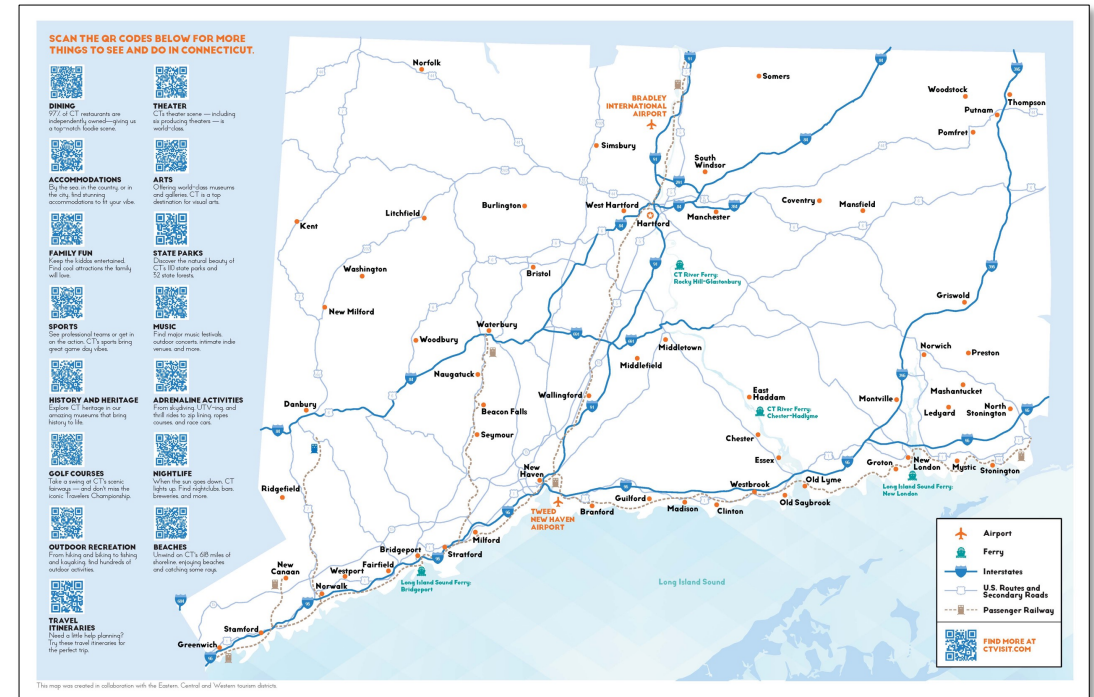 SCAN THE QR CODES BELOW FOR MORE
THINGS TO SEE AND DO IN CONNECTICUT.
DINING
97% of CT restaurants are
independently owned—giving us
a top-notch foodie scene.
THEATER
CT's theater scene — including
six producing theaters — is
world-class.
ACCOMMODATIONS
By the sea, in the country or in
the city, find stunning
accommodations to fit your vibe.
ARTS
Offering world-class museums
and galleries, CT is a top
destination for visual arts.
FAMILY FUN
Keep the kiddos entertained.
Find cool attractions the family
will love.
STATE PARKS
Discover the natural beauty of
CT's 110 state parks and
32 state forests.
SPORTS
See professional teams or get in
on the action. CT's sports bring
great game day vibes.
MUSIC
Find major music festivals,
outdoor concerts, intimate indie
venues, and more.
HISTORY AND HERITAGE
Explore CT heritage in our
amazing museums that bring
history to life.
ADRENALINE ACTIVITIES
From skydiving, UTV-ing, and
thrill rides to zip lining, ropes
courses, and race cars.
GOLF COURSES
Take a swing at CT's scenic
fairways — and don't miss the
iconic Travelers Championship.
NIGHTLIFE
When the sun goes down, CT
lights up. Find nightclubs, bars,
breweries, and more.
OUTDOOR RECREATION
From hiking and biking to fishing
and kayaking, find hundreds of
outdoor activities.
BEACHES
Unwind on CT's 618 miles of
shoreline, enjoying beaches
and catching some rays.
TRAVEL
ITINERARIES
Need a little help planning?
Try these travel itineraries for
the perfect trip.
Norfolk
Somers
BRADLEY
INTERNATIONAL
AIRPORT
Woodstock
Thompson
Putnam
Pomfret
Simsbury
South
Windsor
Kent
Litchfield
Burlington
West Hartford
Hartford
Manchester
Coventry
Mansfield
Washington
Bristol
CT River Ferry:
Rocky Hill-Glastonbury
New Milford
Griswold
Woodbury
Waterbury
Middletown
Middlefield
Norwich
Preston
Naugatuck
Wallingford
Mashantucket
Danbury
Beacon Falls
East
Haddam
CT River Ferry:
Chester-Hadlyme
Montville
Ledyard
North
Stonington
Seymour
Chester
Essex
New
Haven
Groton
New
London
Mystic
Stonington
Ridgefield
TWEED
NEW HAVEN
AIRPORT
Branford
Guilford
Madison
Clinton
Westbrook
Old Lyme
Old Saybrook
Long Island Sound Ferry:
New London
Milford
Stratford
Bridgeport
Fairfield
Westport
Long Island Sound Ferry:
Bridgeport
New
Canaan
Norwalk
Stamford
Greenwich
Long Island Sound
Airport
Ferry
Interstates
U.S. Routes and
Secondary Roads
Passenger Railway
FIND MORE AT
CTVISIT.COM
This map was created in collaboration with the Eastern, Central and Western tourism districts.